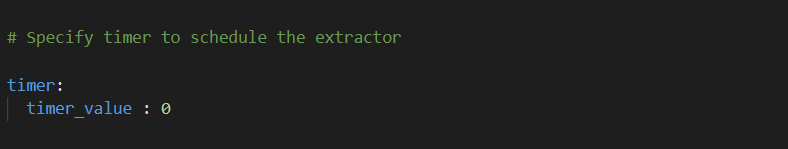 # Specify timer to schedule the extractor
timer:
  timer_value : 0